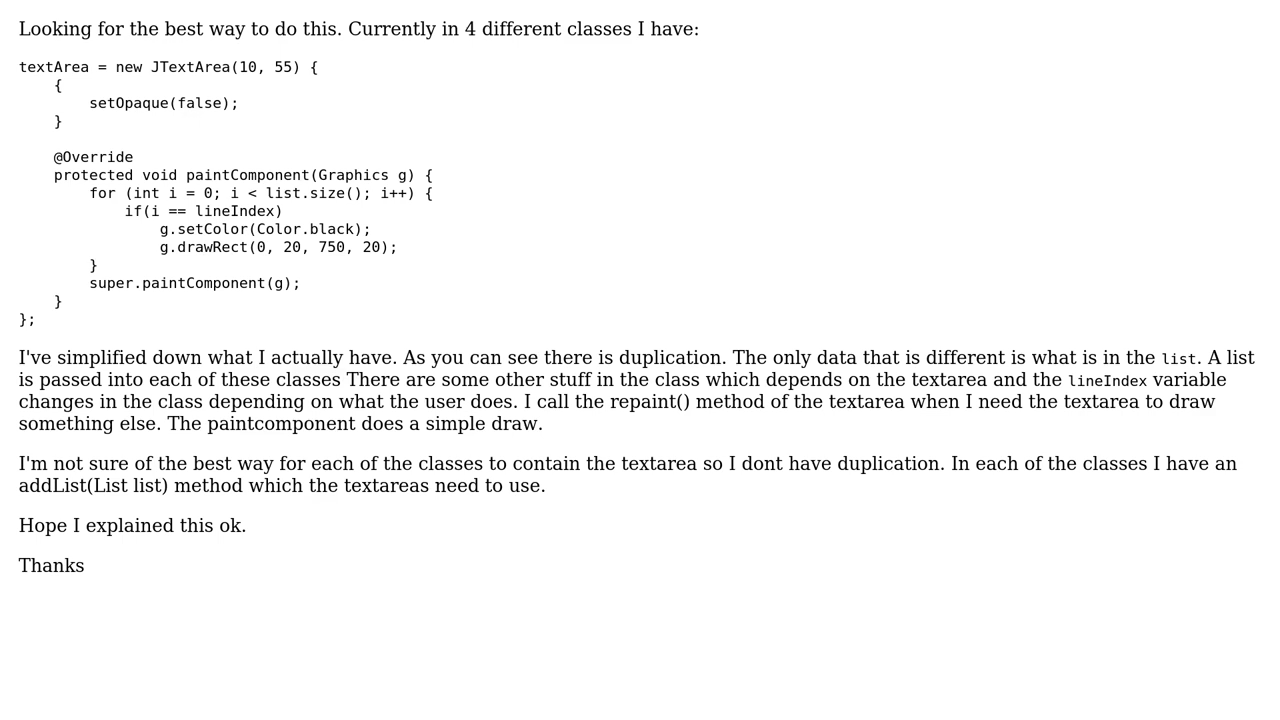 Looking for the best way to do this. Currently in 4 different classes I have:
textArea = new JTextArea(10, 55) {
    {
        setOpaque(false);
    }
    @Override
    protected void paintComponent(Graphics g) {
        for (int i = 0; i < list.size(); i++) {
            if(i == lineIndex)
                g.setColor(Color.black);
                g.drawRect(0, 20, 750, 20);
        }
        super.paintComponent(g);
    }
};
I've simplified down what I actually have. As you can see there is duplication. The only data that is different is what is in the list. A list
is passed into each of these classes There are some other stuff in the class which depends on the textarea and the lineIndex variable
changes in the class depending on what the user does. I call the repaint() method of the textarea when I need the textarea to draw
something else. The paintcomponent does a simple draw.
I'm not sure of the best way for each of the classes to contain the textarea so I dont have duplication. In each of the classes I have an
addList(List list) method which the textareas need to use.
Hope I explained this ok.
Thanks